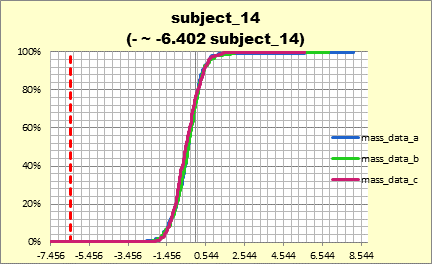 subject_14
(- ~ -6.402 subject_14)
100%
80%
60%
40%
20%
0%
-7.456 -5.456 -3.456 -1.456 0.544 2.544 4.544 6.544 8.544
mass_data_a
mass_data_b
mass_data_c